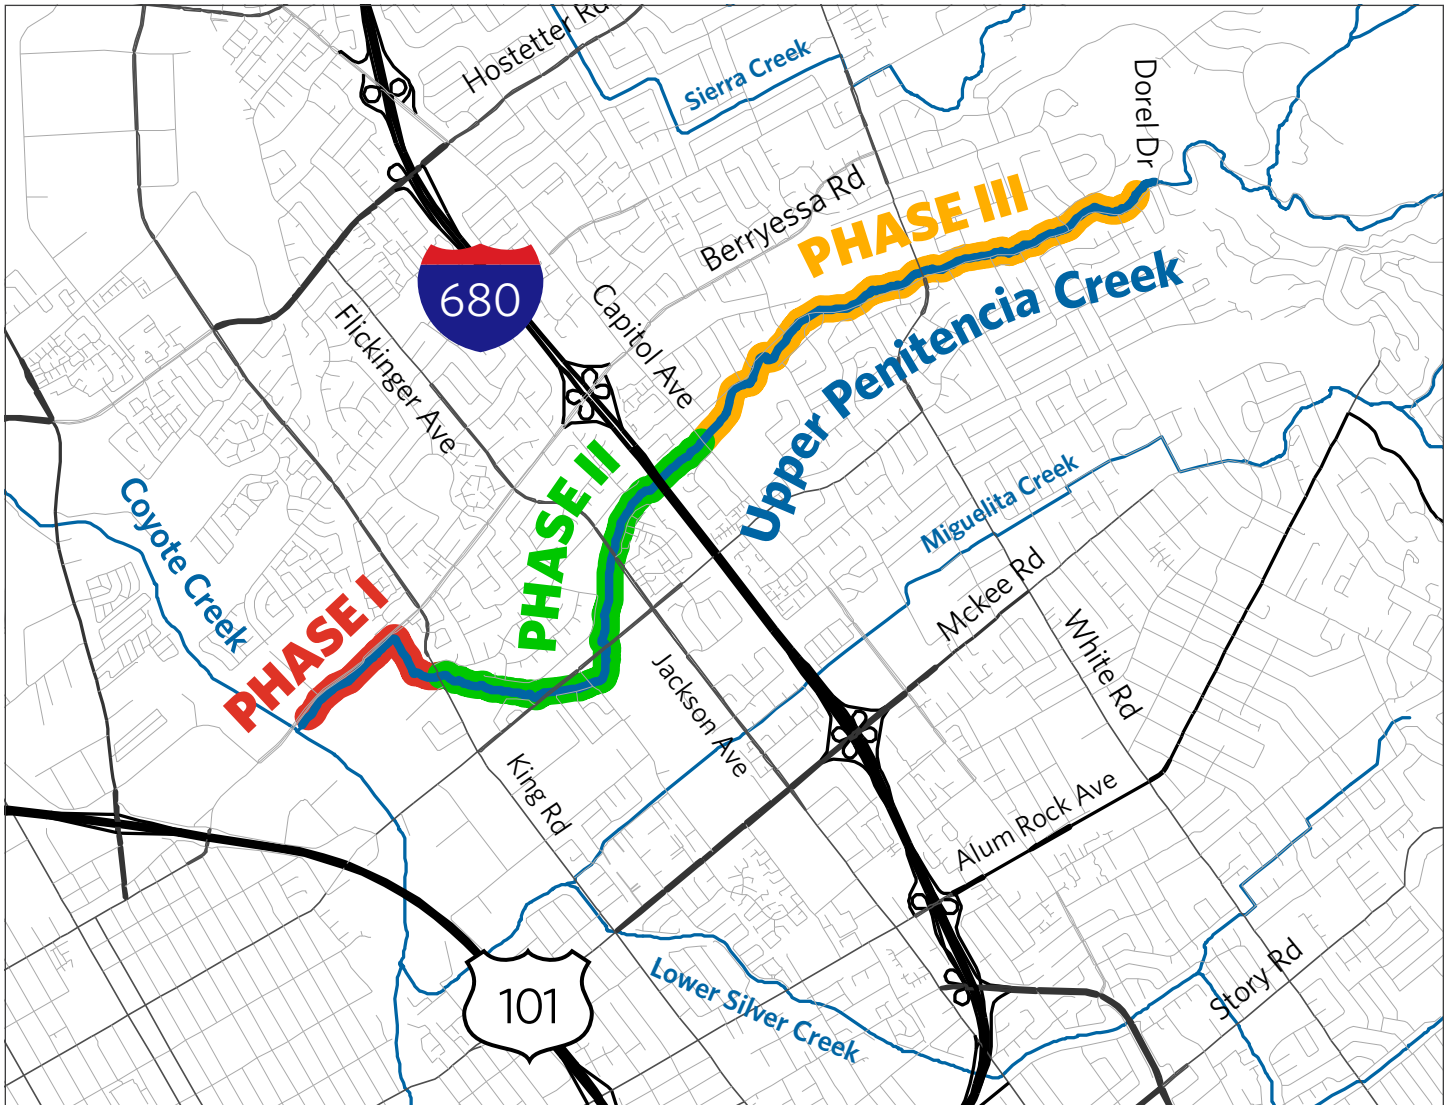 Hostetter Rd
Sierra Creek
Dorel Dr
Berryessa Rd
PHASE III
680
Capitol Ave
Flickinger Ave
Upper Penitencia Creek
PHASE II
Coyote Creek
Miguelita Creek
PHASE I
Mckee Rd
White Rd
Jackson Ave
King Rd
Alum Rock Ave
Lower Silver Creek
Story Rd
101